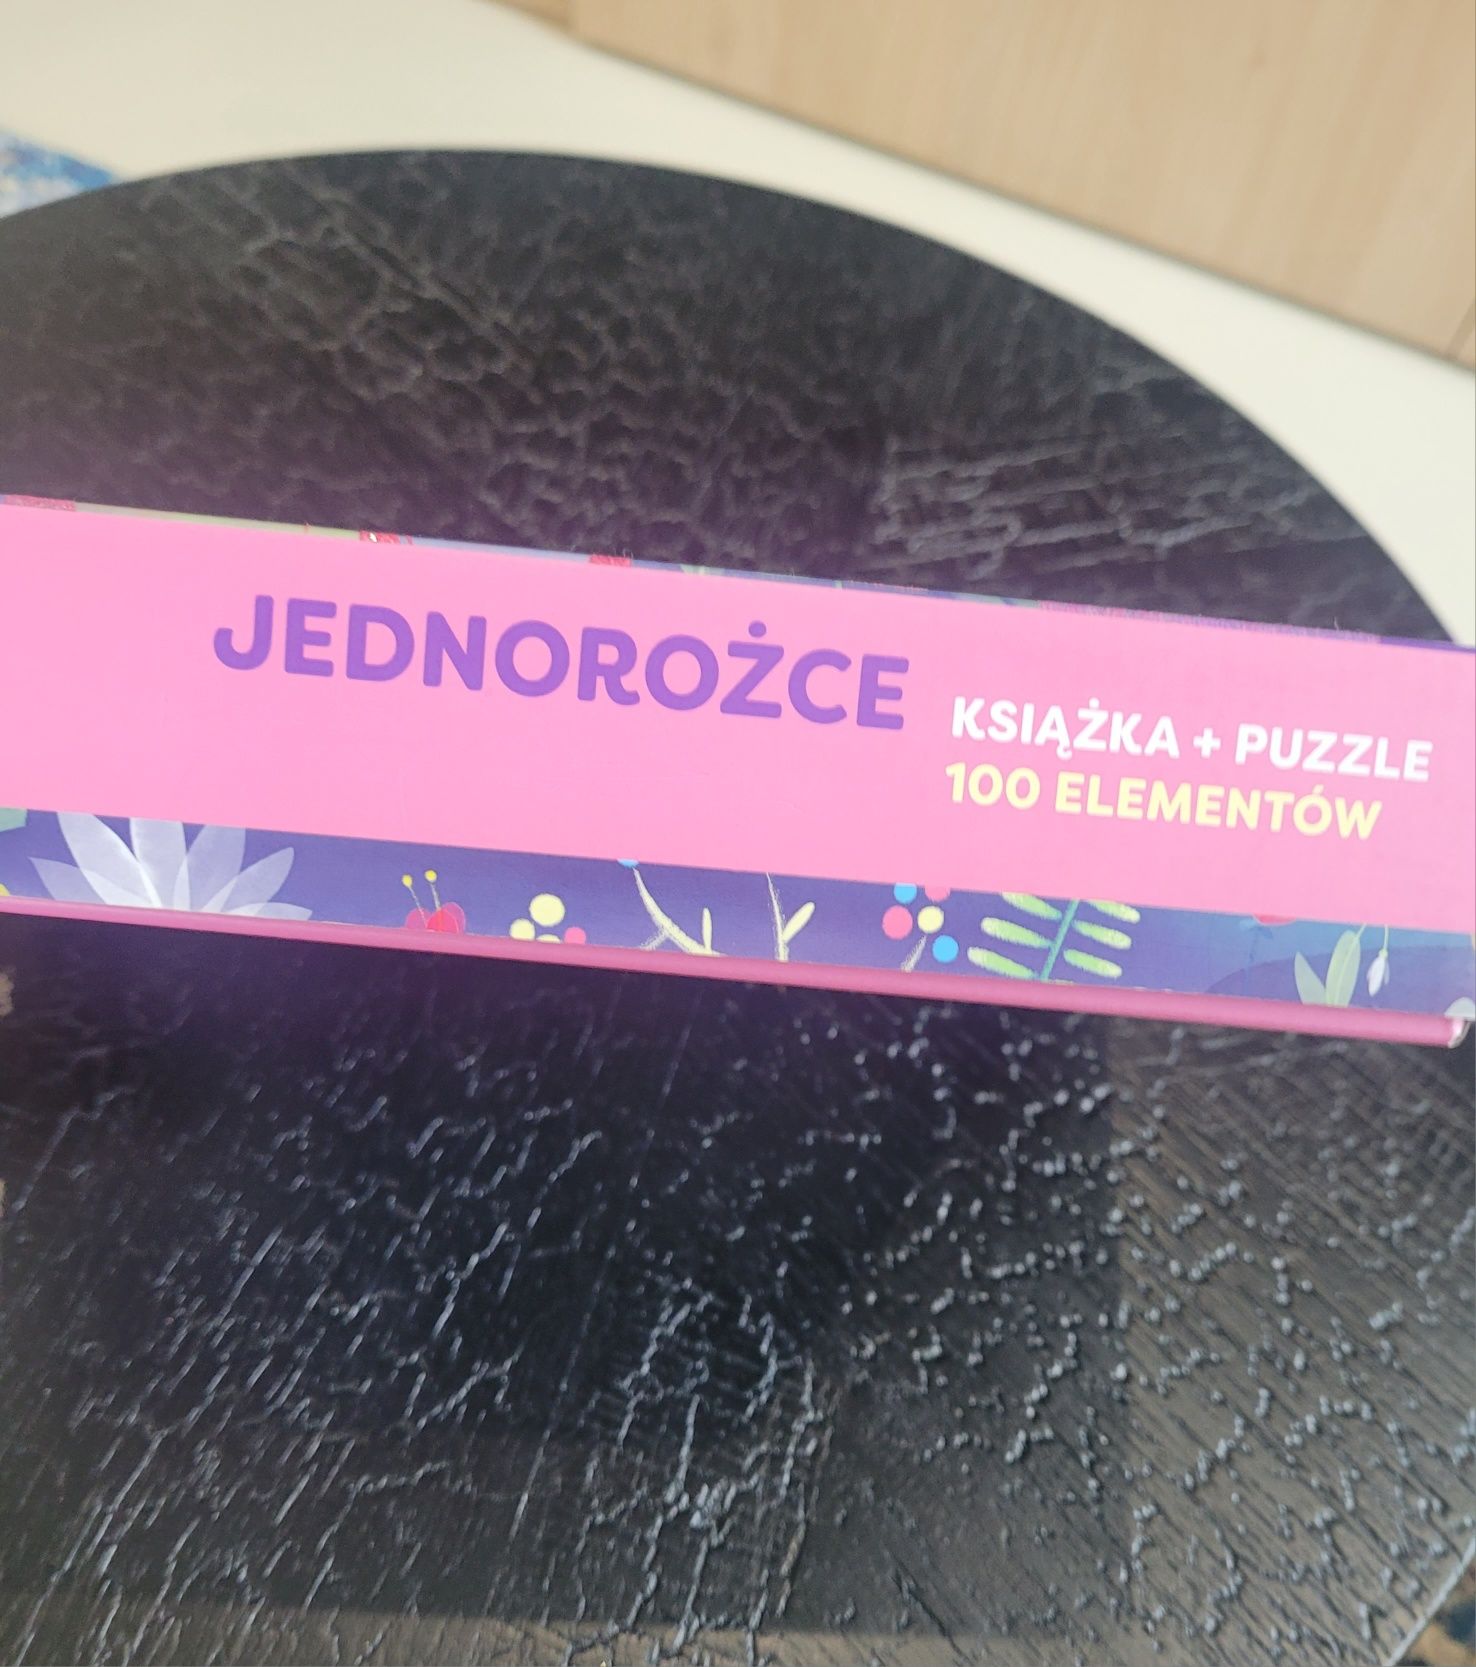 JEDNOROŻCE
KSIĄŻKA + PUZZLE
100 ELEMENTÓW